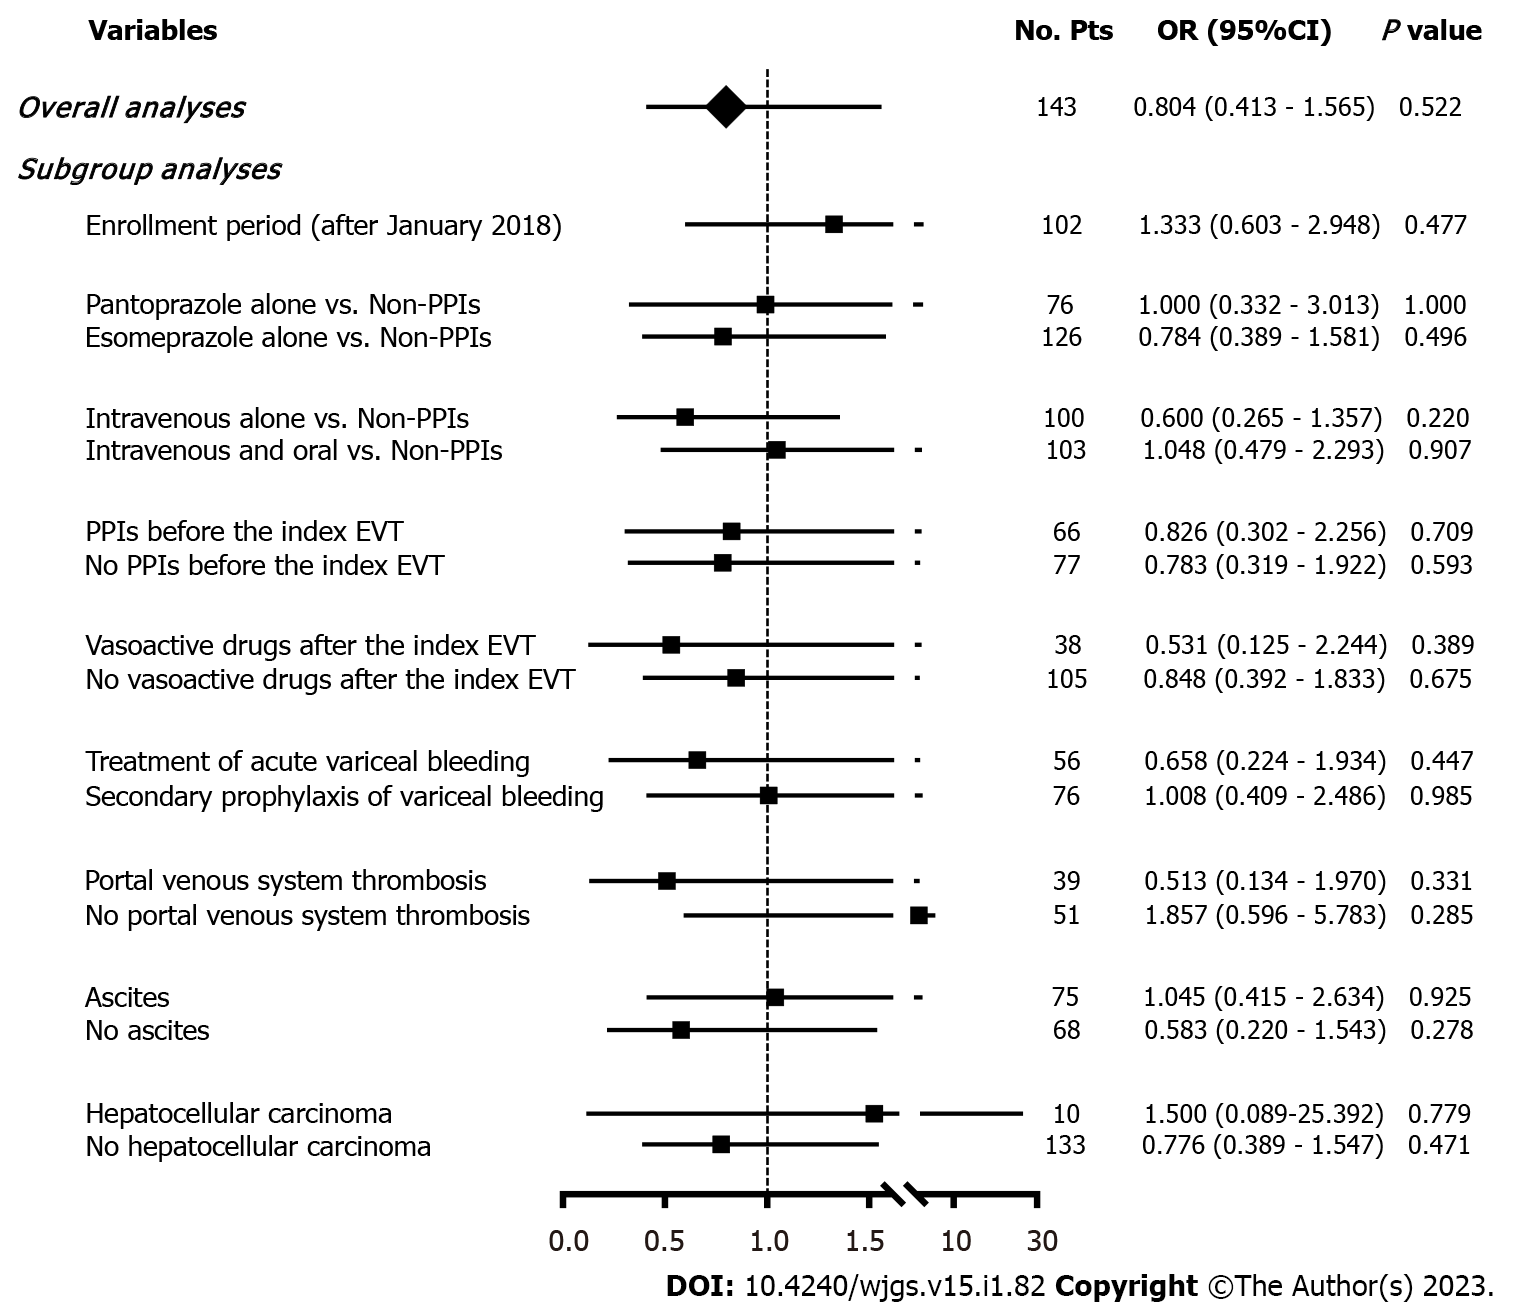 Variables No. Pts OR (95%CI) P value
Overall analyses 143 0.804 (0.413 - 1.565) 0.522
Subgroup analyses
Enrollment period (after January 2018) 102 1.333 (0.603 - 2.948) 0.477
Pantoprazole alone vs. Non-PPIs 76 1.000 (0.332 - 3.013) 1.000
Esomeprazole alone vs. Non-PPIs 126 0.784 (0.389 - 1.581) 0.496
Intravenous alone vs. Non-PPIs 100 0.600 (0.265 - 1.357) 0.220
Intravenous and oral vs. Non-PPIs 103 1.048 (0.479 - 2.293) 0.907
PPIs before the index EVT 66 0.826 (0.302 - 2.256) 0.709
No PPIs before the index EVT 77 0.783 (0.319 - 1.922) 0.593
Vasoactive drugs after the index EVT 38 0.531 (0.125 - 2.244) 0.389
No vasoactive drugs after the index EVT 105 0.848 (0.392 - 1.833) 0.675
Treatment of acute variceal bleeding 56 0.658 (0.224 - 1.934) 0.447
Secondary prophylaxis of variceal bleeding 76 1.008 (0.409 - 2.486) 0.985
Portal venous system thrombosis 39 0.513 (0.134 - 1.970) 0.331
No portal venous system thrombosis 51 1.857 (0.596 - 5.783) 0.285
Ascites 75 1.045 (0.415 - 2.634) 0.925
No ascites 68 0.583 (0.220 - 1.543) 0.278
Hepatocellular carcinoma 10 1.500 (0.089-25.392) 0.779
No hepatocellular carcinoma 133 0.776 (0.389 - 1.547) 0.471
0.0 0.5 1.0 1.5 10 30
DOI: 10.4240/wjgs.v15.i1.82 Copyright ©The Author(s) 2023.